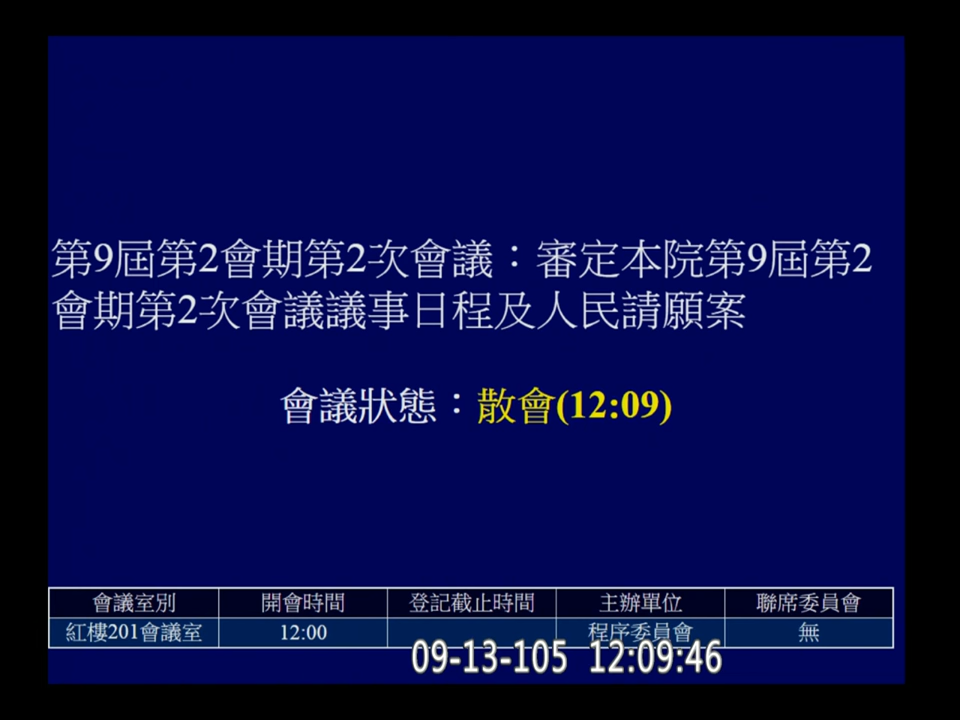 第9屆第2會期第2次會議：審定本院第9屆第2
會期第2次會議議事日程及人民請願案
會議狀態：散會(12:09)
會議室別 開會時間 登記截止時間 主辦單位 聯席委員會
紅樓201會議室 12:00 程序委員會 無
09-13-105 12:09:46